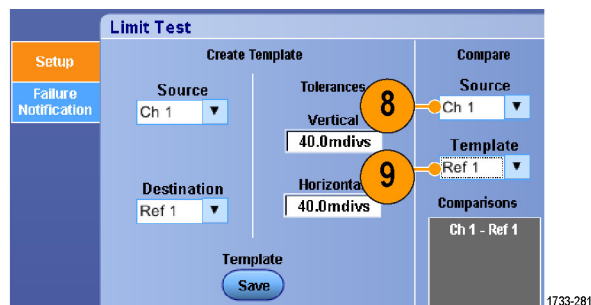 Limit Test
Setup
Failure
Notification
Create Template
Source
Ch 1
Destination
Ref 1
Tolerances
Vertical
40.0mdivs
Horizontal
40.0mdivs
Template
Save
Compare
Source
8
Ch 1
Template
9
Ref 1
Comparisons
Ch 1 - Ref 1
1733-281